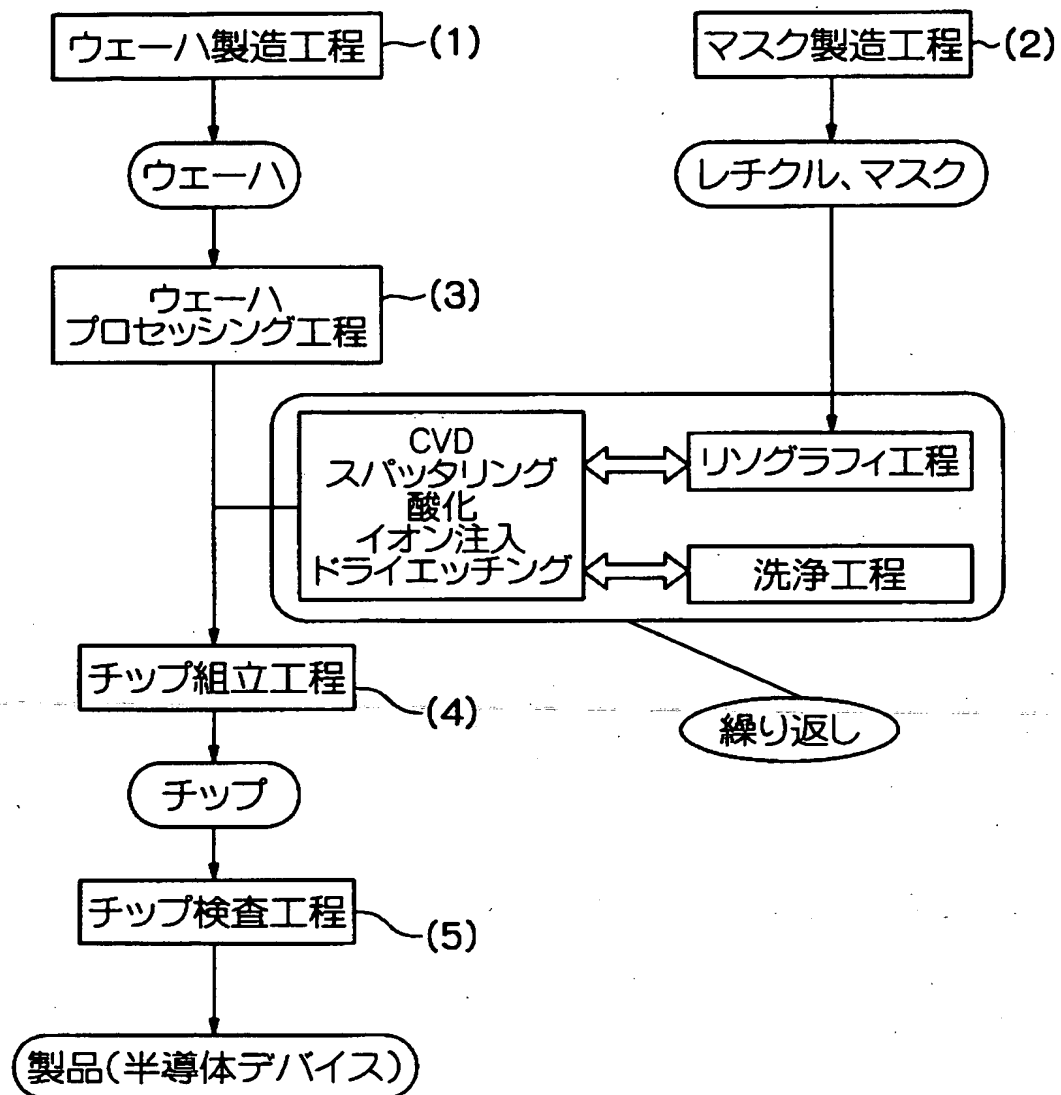 ウェーハ製造工程 (1)
マスク製造工程 (2)
ウェーハ
レチクル、マスク
ウェーハ
プロセッシング工程 (3)
CVD
スパッタリング
酸化
イオン注入
ドライエッチング
リソグラフィ工程
洗浄工程
繰り返し
チップ組立工程 (4)
チップ
チップ検査工程 (5)
製品(半導体デバイス)